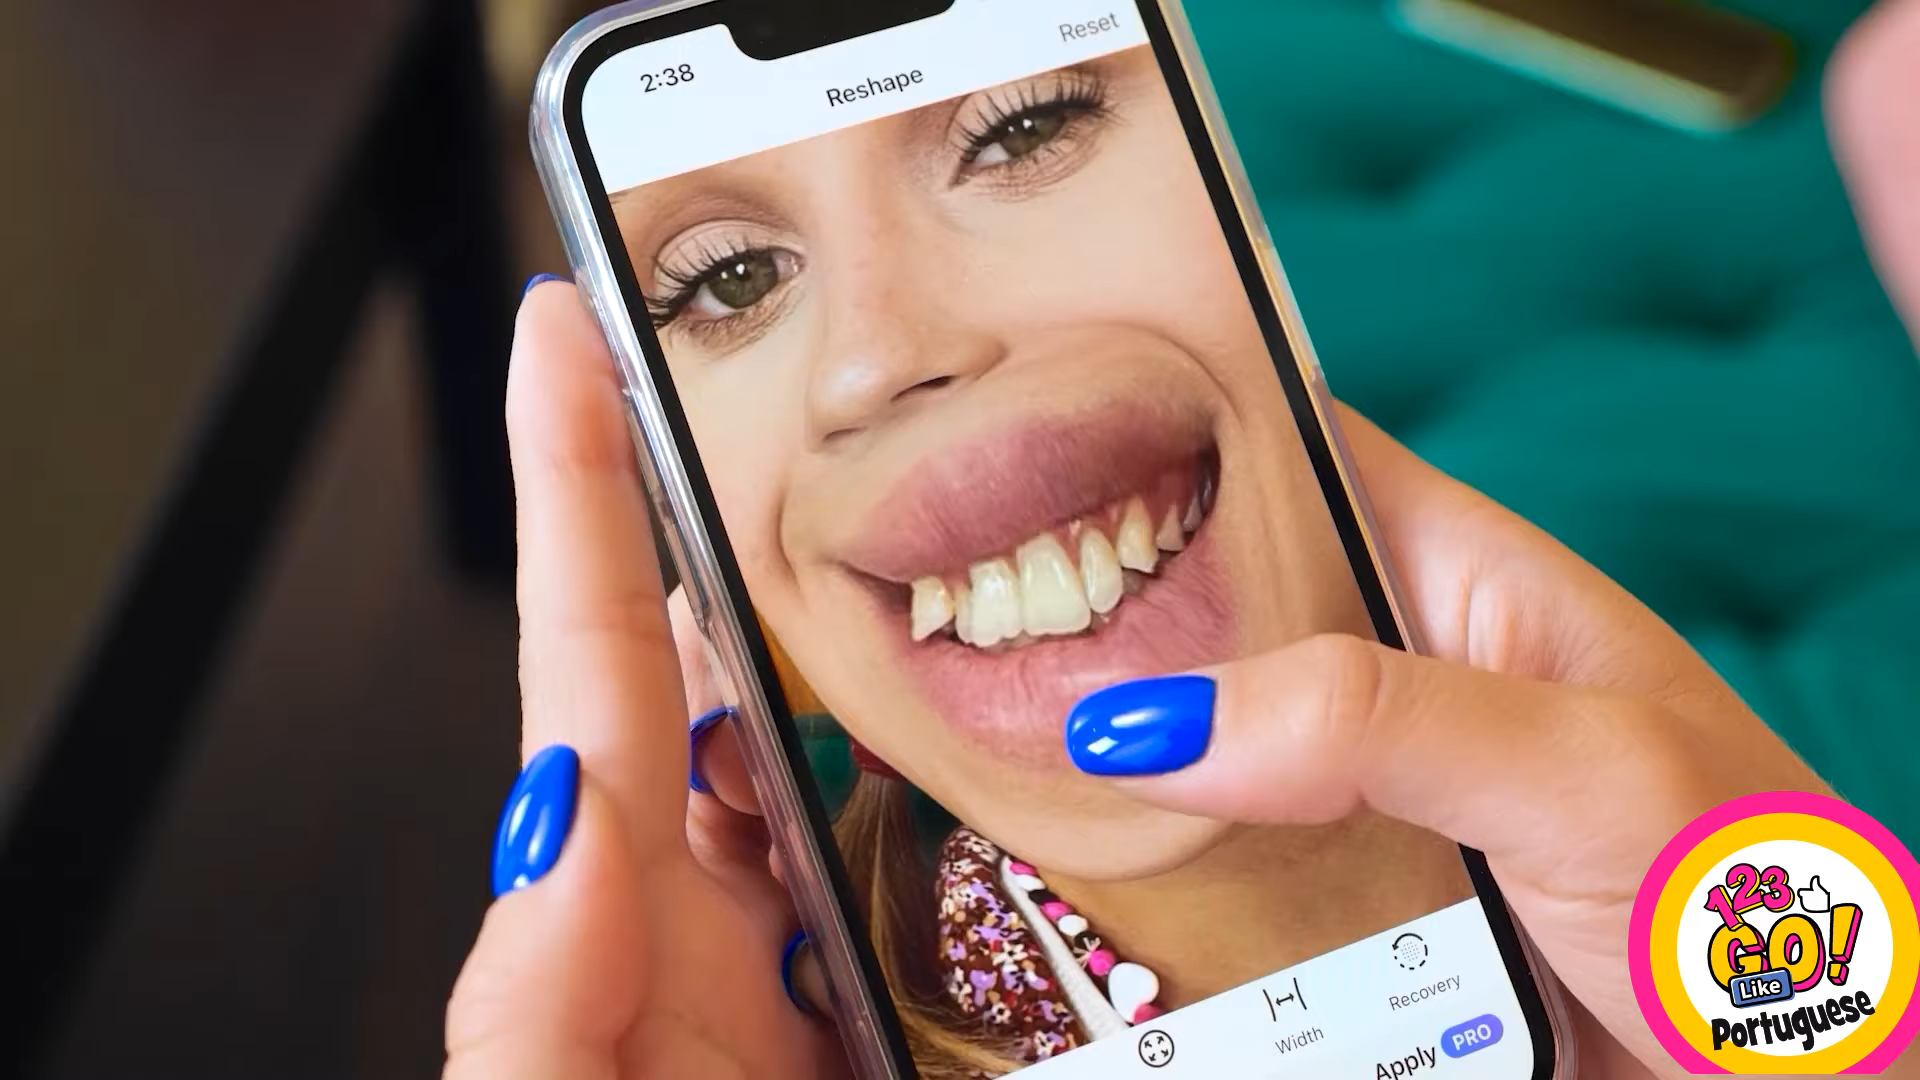 2:38
Reset
Reshape
Width
Recovery
Apply PRO
123
GO!
Like
Portuguese